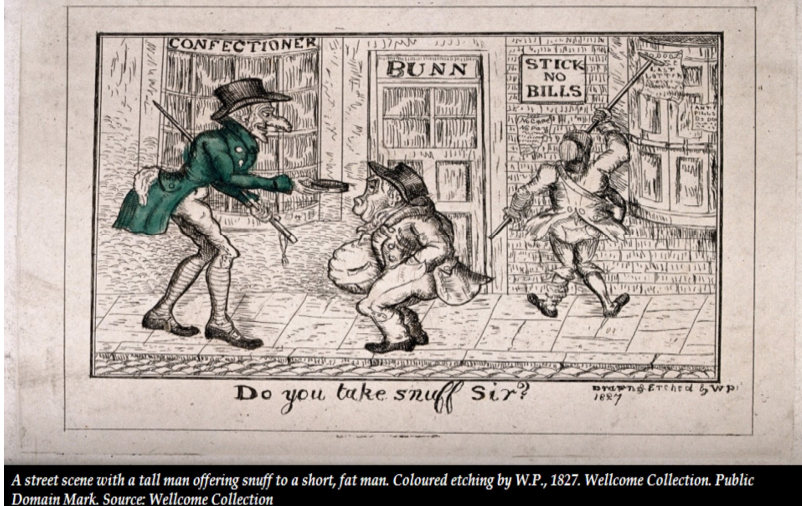 CONFECTIONER
BUNN
STICK
NO
BILLS
Do you take snuff Sir?
Drawn & Etched by W.P.
1827
A street scene with a tall man offering snuff to a short, fat man. Coloured etching by W.P., 1827. Wellcome Collection. Public
Domain Mark. Source: Wellcome Collection